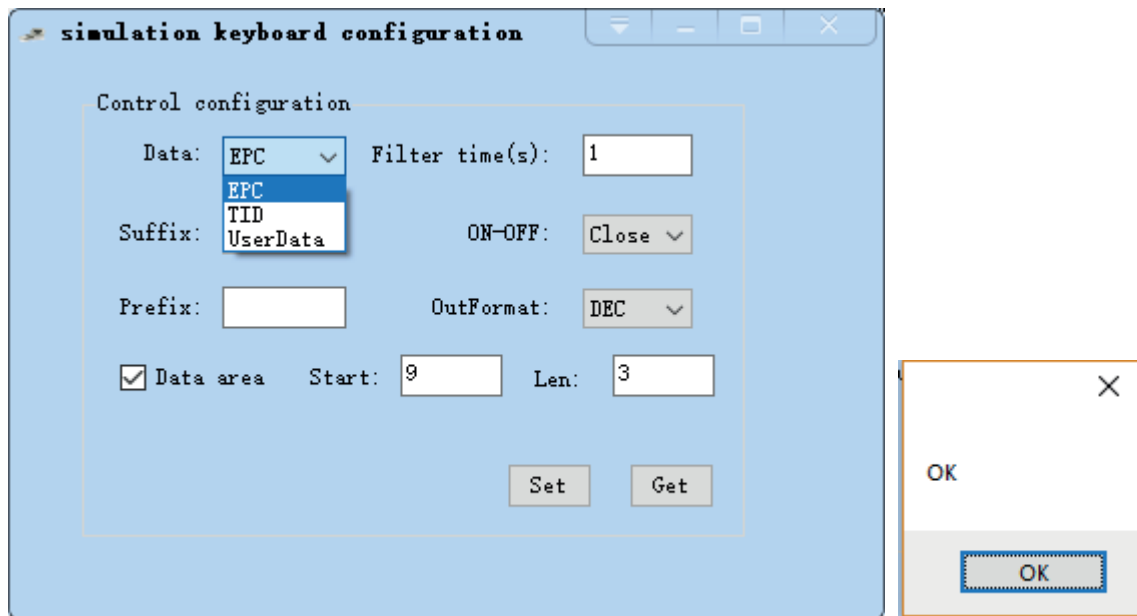 simulation keyboard configuration
Control configuration
Data: EPC Filter time(s): 1
EPC
TID
UserData
Suffix: ON-OFF: Close
Prefix: OutFormat: DEC
Data area Start: 9 Len: 3
Set Get
OK
OK